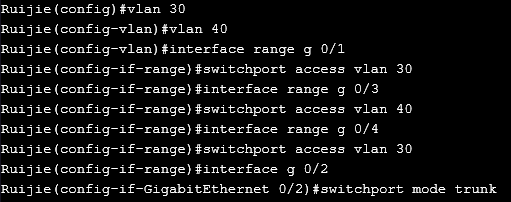 Ruijie(config)#vlan 30
Ruijie(config-vlan)#vlan 40
Ruijie(config-vlan)#interface range g 0/1
Ruijie(config-if-range)#switchport access vlan 30
Ruijie(config-if-range)#interface range g 0/3
Ruijie(config-if-range)#switchport access vlan 40
Ruijie(config-if-range)#interface range g 0/4
Ruijie(config-if-range)#switchport access vlan 30
Ruijie(config-if-range)#interface g 0/2
Ruijie(config-if-GigabitEthernet 0/2)#switchport mode trunk